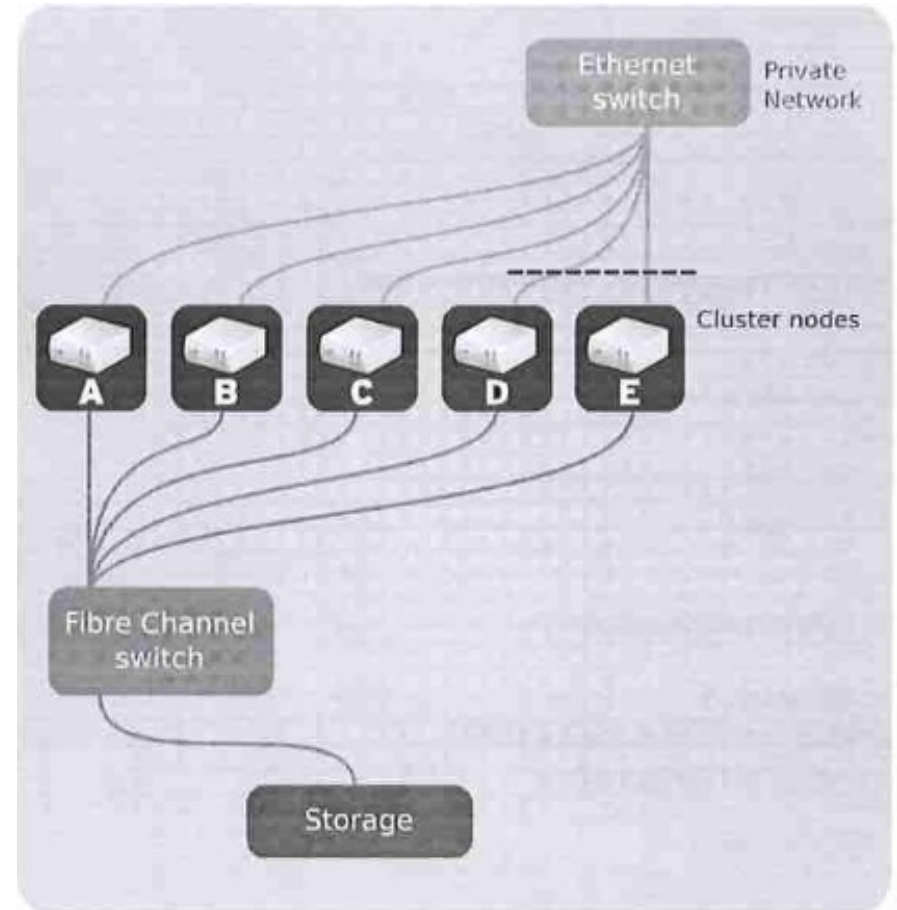 Ethernet
switch
Private
Network
Cluster nodes
A
B
C
D
E
Fibre Channel
switch
Storage